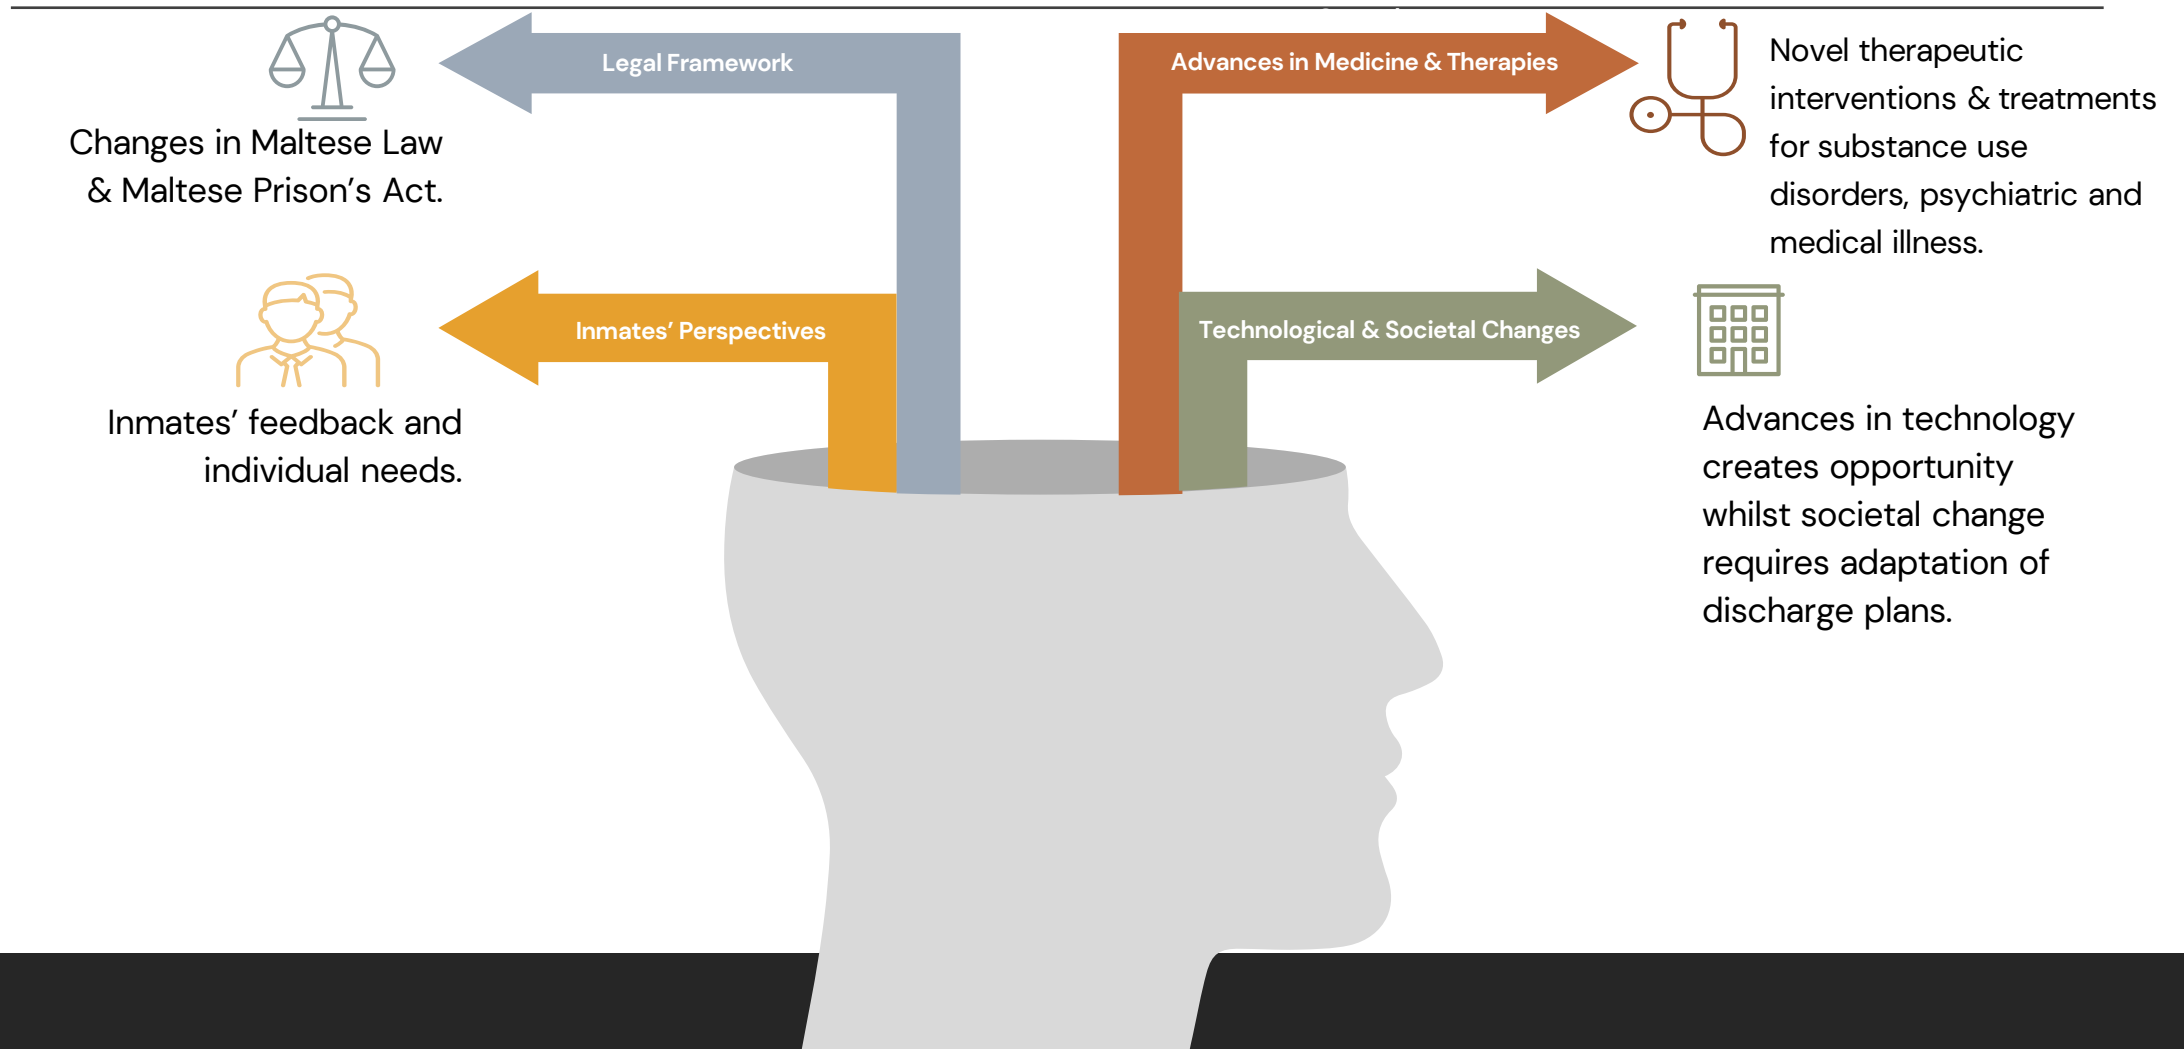 Legal Framework
Changes in Maltese Law
& Maltese Prison's Act.
Inmates' Perspectives
Inmates' feedback and
individual needs.
Advances in Medicine & Therapies
Novel therapeutic
interventions & treatments
for substance use
disorders, psychiatric and
medical illness.
Technological & Societal Changes
Advances in technology
creates opportunity
whilst societal change
requires adaptation of
discharge plans.